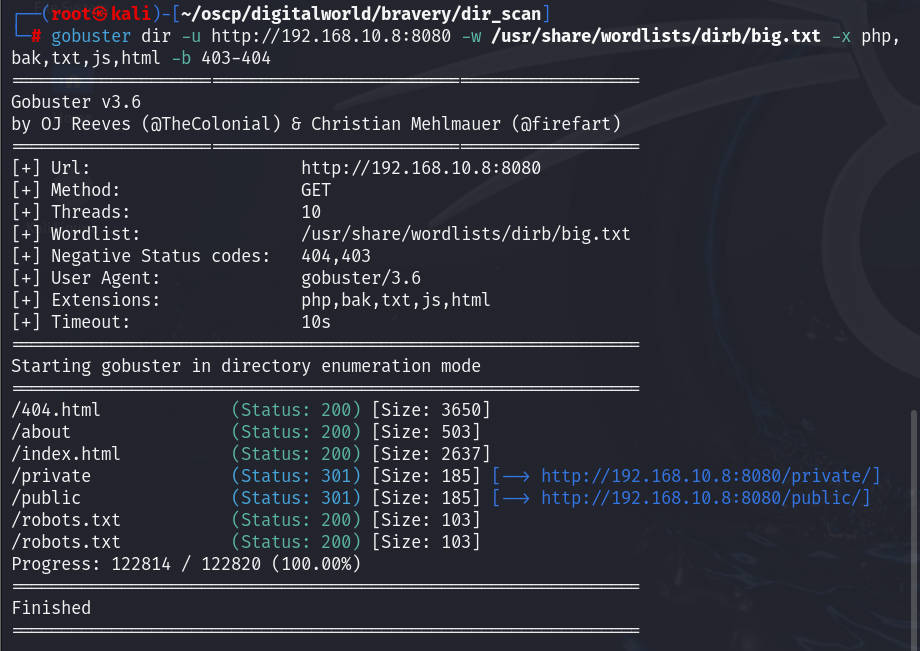 ┌──(root㉿kali)-[~/oscp/digitalworld/bravery/dir_scan]
└─# gobuster dir -u http://192.168.10.8:8080 -w /usr/share/wordlists/dirb/big.txt -x php,
bak,txt,js,html -b 403-404
===============================================================
Gobuster v3.6
by OJ Reeves (@TheColonial) & Christian Mehlmauer (@firefart)
===============================================================
[+] Url:                     http://192.168.10.8:8080
[+] Method:                  GET
[+] Threads:                 10
[+] Wordlist:                /usr/share/wordlists/dirb/big.txt
[+] Negative Status codes:   404,403
[+] User Agent:              gobuster/3.6
[+] Extensions:              php,bak,txt,js,html
[+] Timeout:                 10s
===============================================================
Starting gobuster in directory enumeration mode
===============================================================
/404.html             (Status: 200) [Size: 3650]
/about                (Status: 200) [Size: 503]
/index.html           (Status: 200) [Size: 2637]
/private              (Status: 301) [Size: 185] [--> http://192.168.10.8:8080/private/]
/public               (Status: 301) [Size: 185] [--> http://192.168.10.8:8080/public/]
/robots.txt           (Status: 200) [Size: 103]
/robots.txt           (Status: 200) [Size: 103]
Progress: 122814 / 122820 (100.00%)
===============================================================
Finished
===============================================================